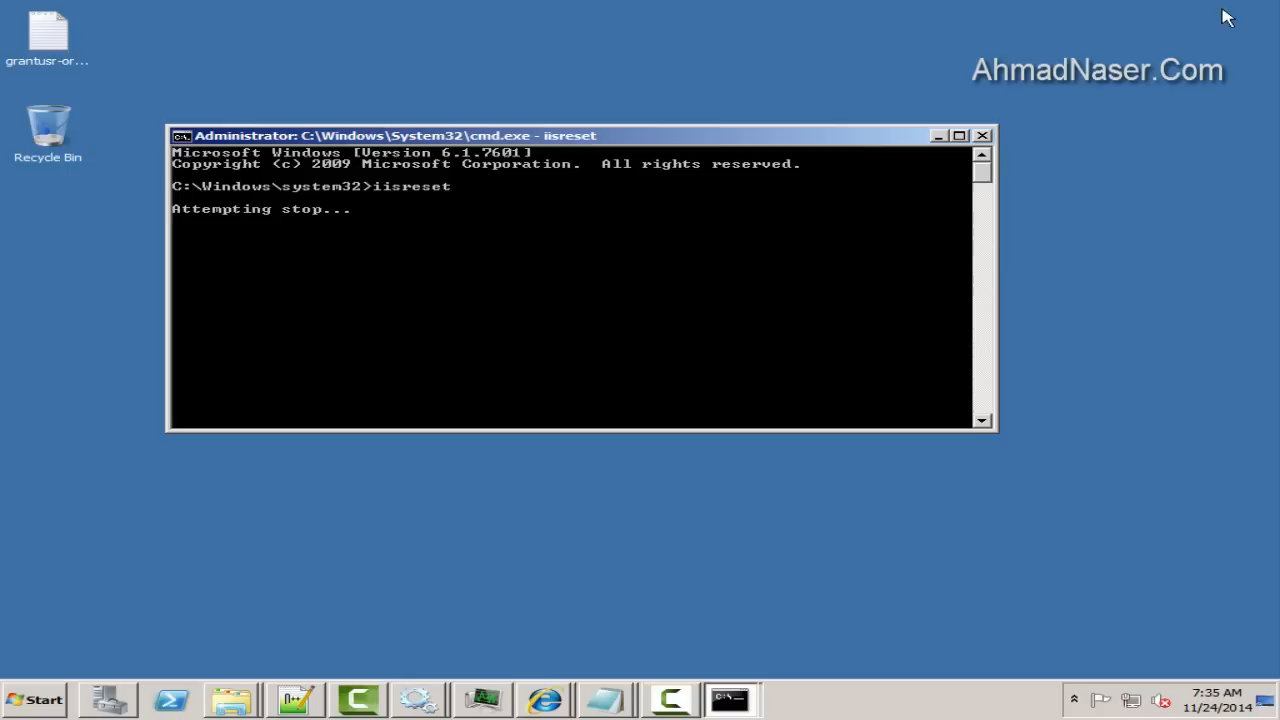 grantusr-or...
Recycle Bin
AhmadNaser.Com
Administrator: C:\Windows\System32\cmd.exe - iisreset
Microsoft Windows [Version 6.1.7601]
Copyright (c) 2009 Microsoft Corporation.  All rights reserved.
C:\Windows\system32>iisreset
Attempting stop...
Start
7:35 AM
11/24/2014